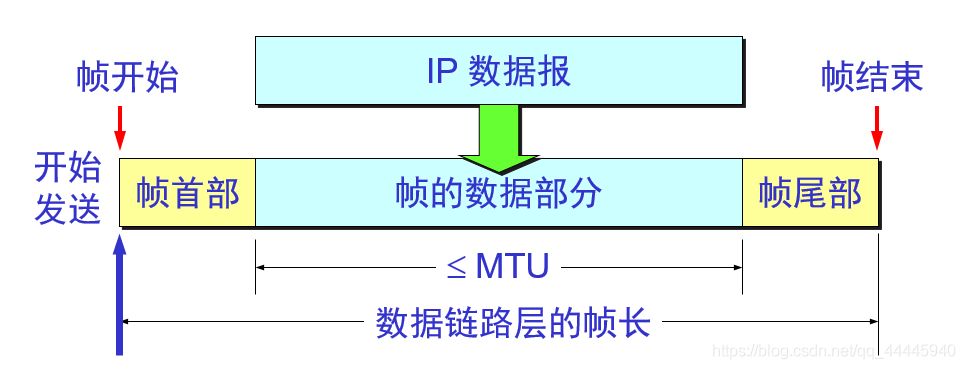 IP 数据报
帧开始
帧结束
开始
发送
帧首部
帧的数据部分
帧尾部
≤ MTU
数据链路层的帧长
https://blog.csdn.net/qq_44445940